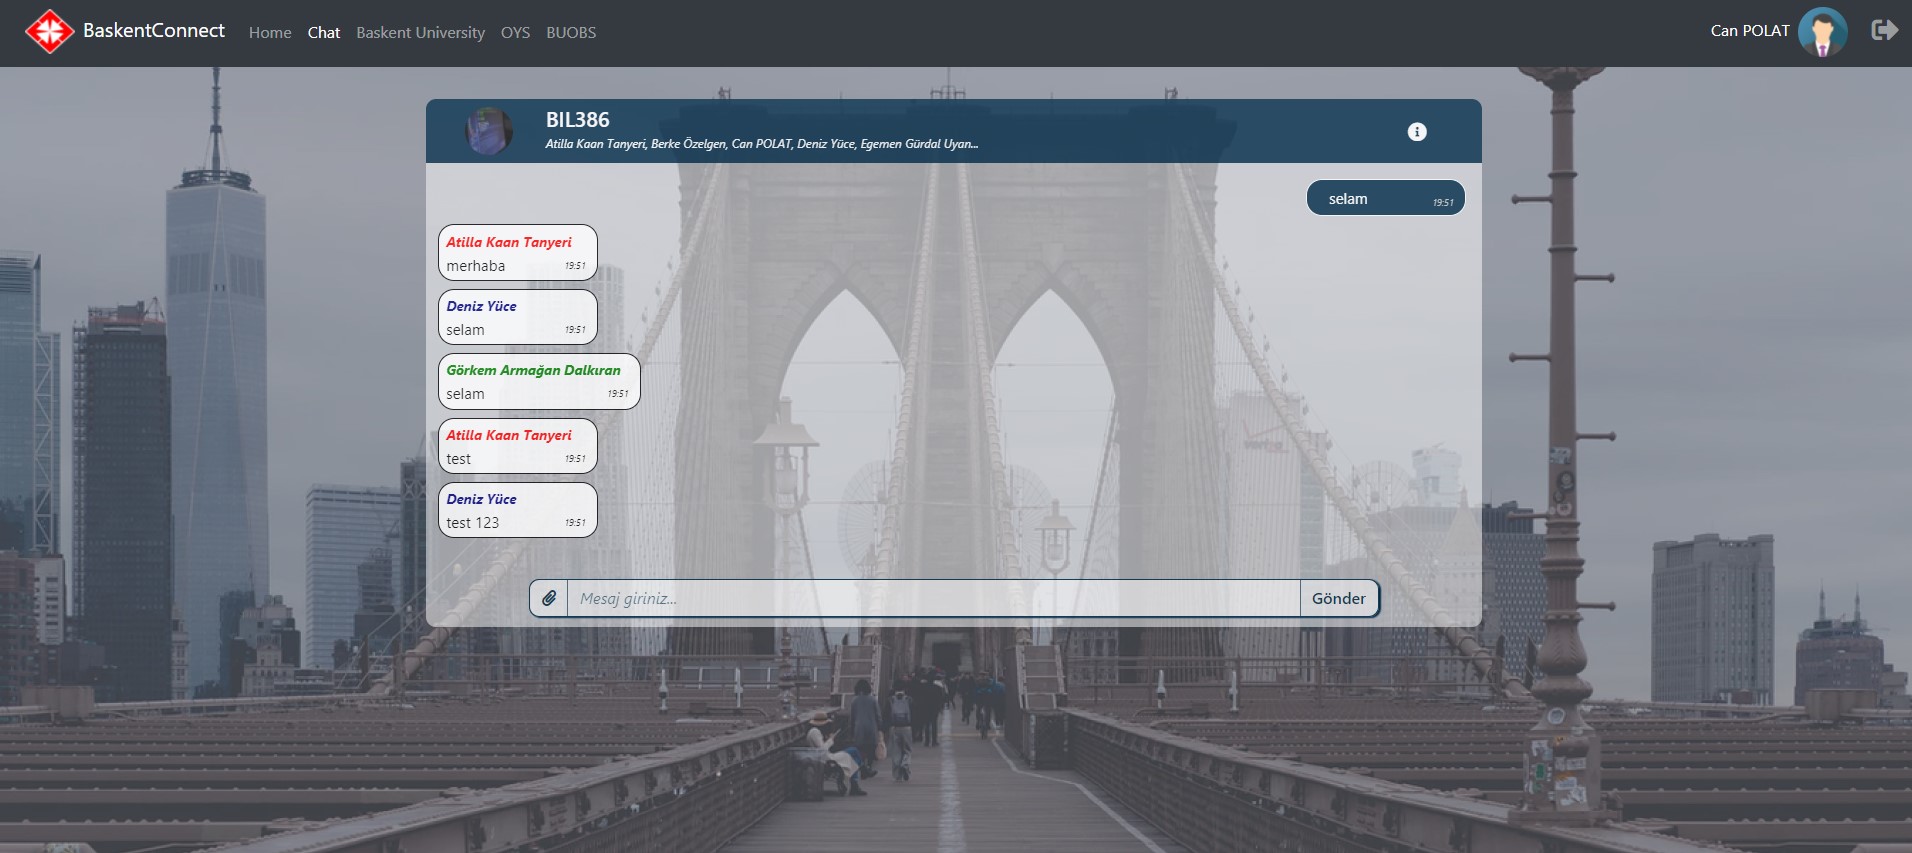 BaskentConnect Home Chat Baskent University OYS BUOBS Can POLAT
BIL386
Atilla Kaan Tanyeri, Berke Özelgen, Can POLAT, Deniz Yüce, Egemen Gürdal Uyan...
selam 19:51
Atilla Kaan Tanyeri
merhaba 19:51
Deniz Yüce
selam 19:51
Görkem Armağan Dalkıran
selam 19:51
Atilla Kaan Tanyeri
test 19:51
Deniz Yüce
test 123 19:51
Mesaj giriniz... Gönder